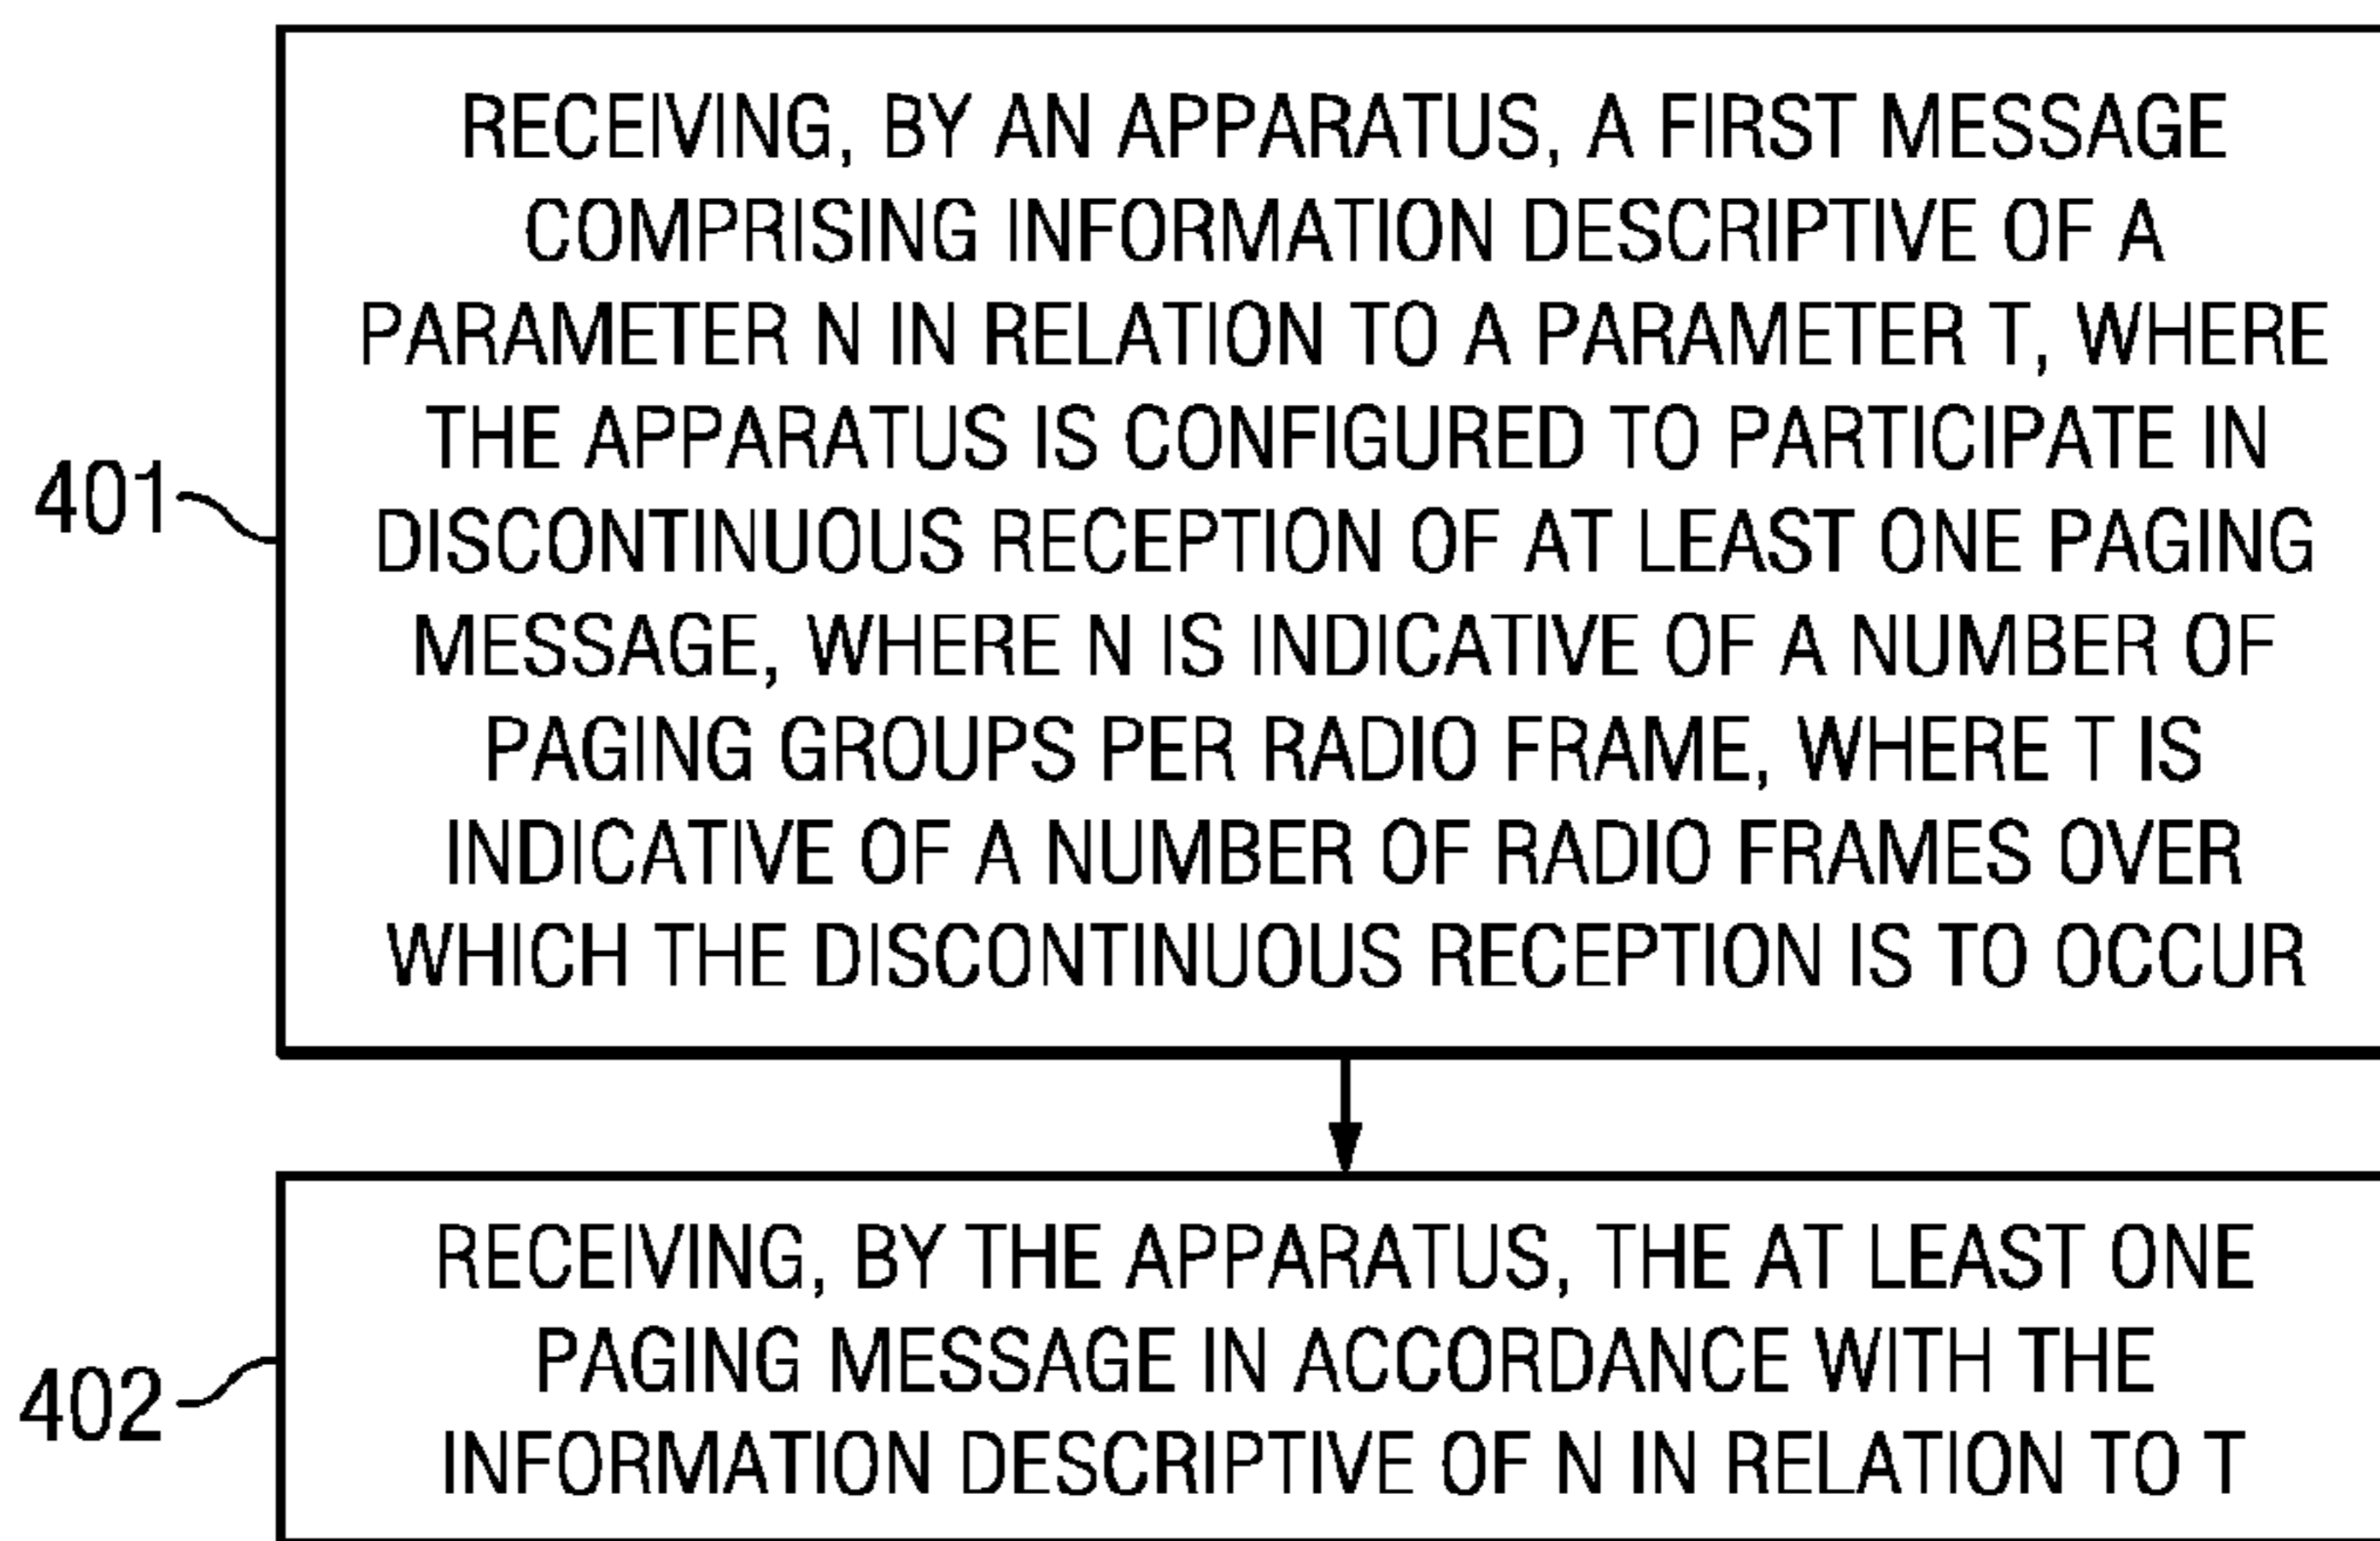 RECEIVING, BY AN APPARATUS, A FIRST MESSAGE
COMPRISING INFORMATION DESCRIPTIVE OF A
PARAMETER N IN RELATION TO A PARAMETER T, WHERE
THE APPARATUS IS CONFIGURED TO PARTICIPATE IN
401
DISCONTINUOUS RECEPTION OF AT LEAST ONE PAGING
MESSAGE, WHERE N IS INDICATIVE OF A NUMBER OF
PAGING GROUPS PER RADIO FRAME, WHERE T IS
INDICATIVE OF A NUMBER OF RADIO FRAMES OVER
WHICH THE DISCONTINUOUS RECEPTION IS TO OCCUR
RECEIVING, BY THE APPARATUS, THE AT LEAST ONE
PAGING MESSAGE IN ACCORDANCE WITH THE
402
INFORMATION DESCRIPTIVE OF N IN RELATION TO T